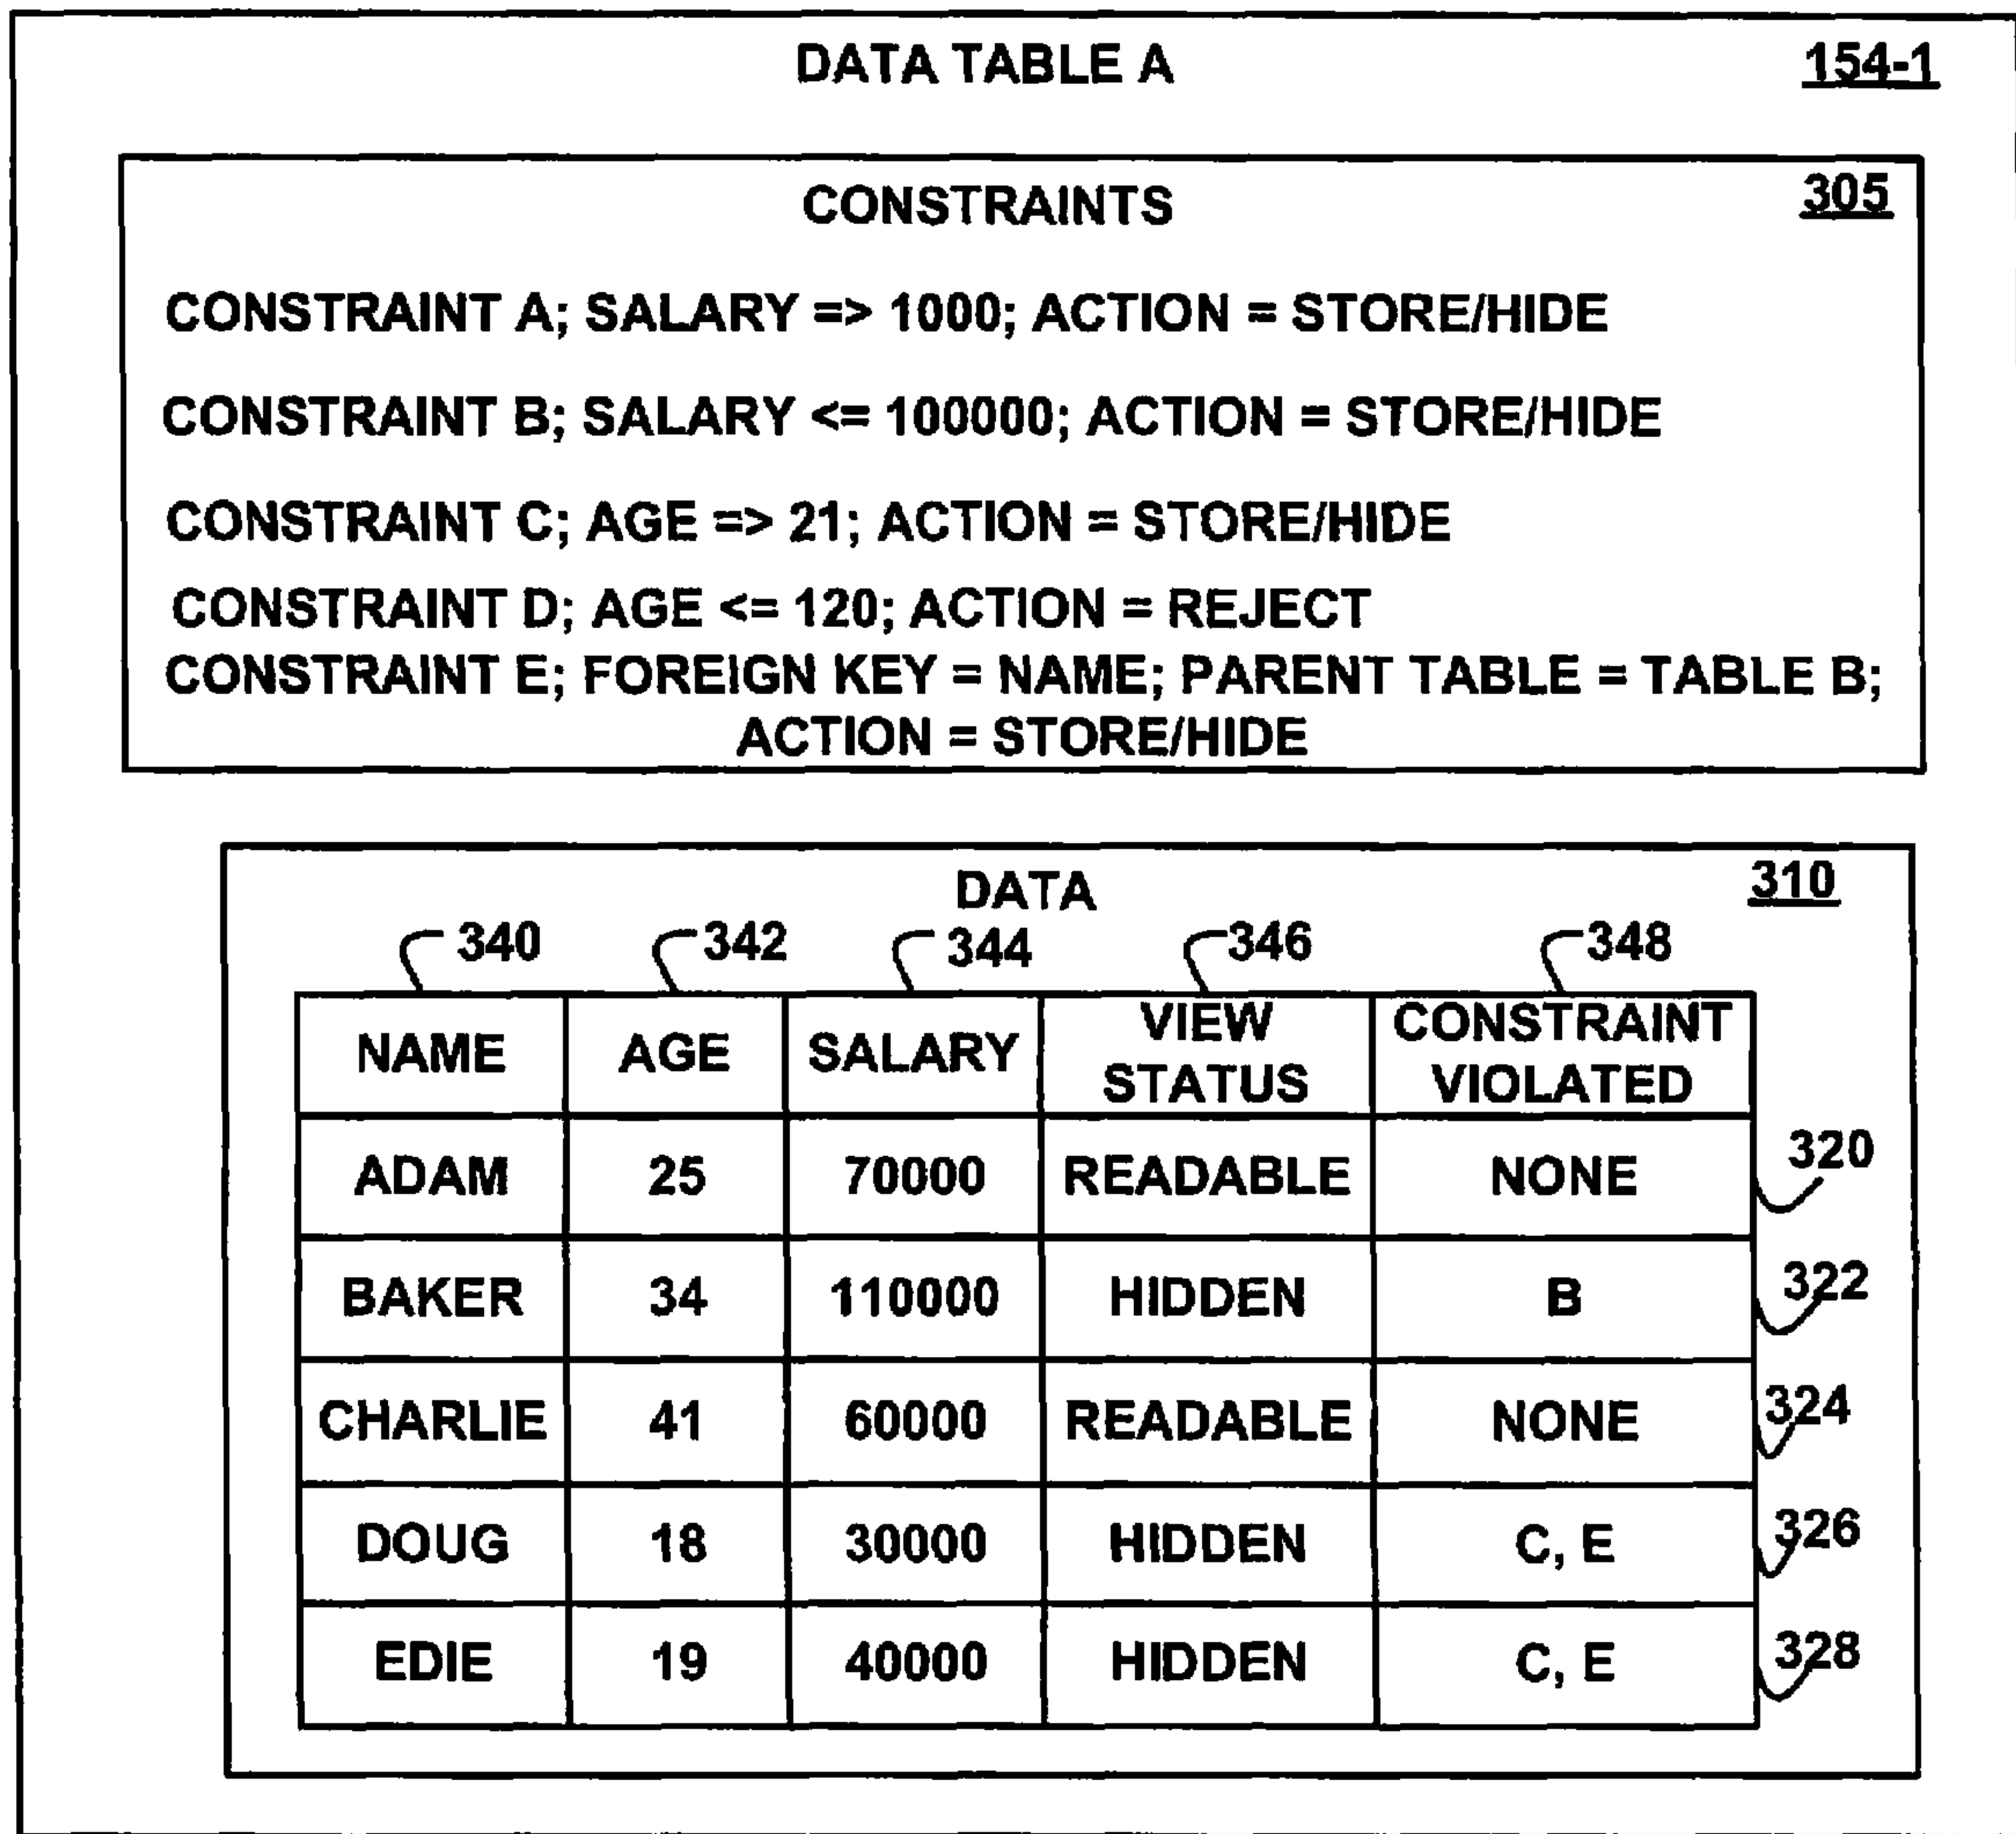 DATA TABLE A 154-1
CONSTRAINTS 305
CONSTRAINT A; SALARY => 1000; ACTION = STORE/HIDE
CONSTRAINT B; SALARY <= 100000; ACTION = STORE/HIDE
CONSTRAINT C; AGE => 21; ACTION = STORE/HIDE
CONSTRAINT D; AGE <= 120; ACTION = REJECT
CONSTRAINT E; FOREIGN KEY = NAME; PARENT TABLE = TABLE B;
ACTION = STORE/HIDE
DATA 310
340 342 344 346 348
NAME AGE SALARY VIEW STATUS CONSTRAINT VIOLATED
ADAM 25 70000 READABLE NONE 320
BAKER 34 110000 HIDDEN B 322
CHARLIE 41 60000 READABLE NONE 324
DOUG 18 30000 HIDDEN C, E 326
EDIE 19 40000 HIDDEN C, E 328